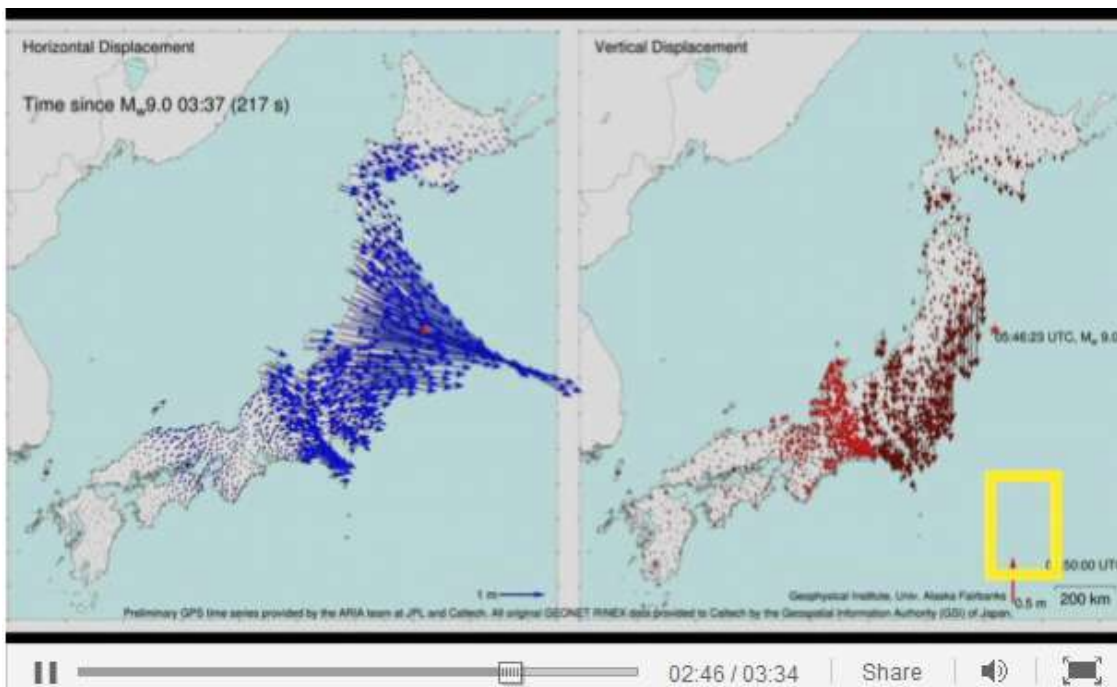 Horizontal Displacement
Time since Mw9.0 03:37 (217 s)
1 m
Vertical Displacement
05:46:23 UTC, Mw 9.0
50:00 UTC
Geophysical Institute, Univ. Alaska Fairbanks
0.5 m
200 km
Preliminary GPS time series provided by the ARIA team at JPL and Caltech. All original GEONET RINEX data provided to Caltech by the Geospatial Information Authority (GSI) of Japan.
02:46 / 03:34
Share